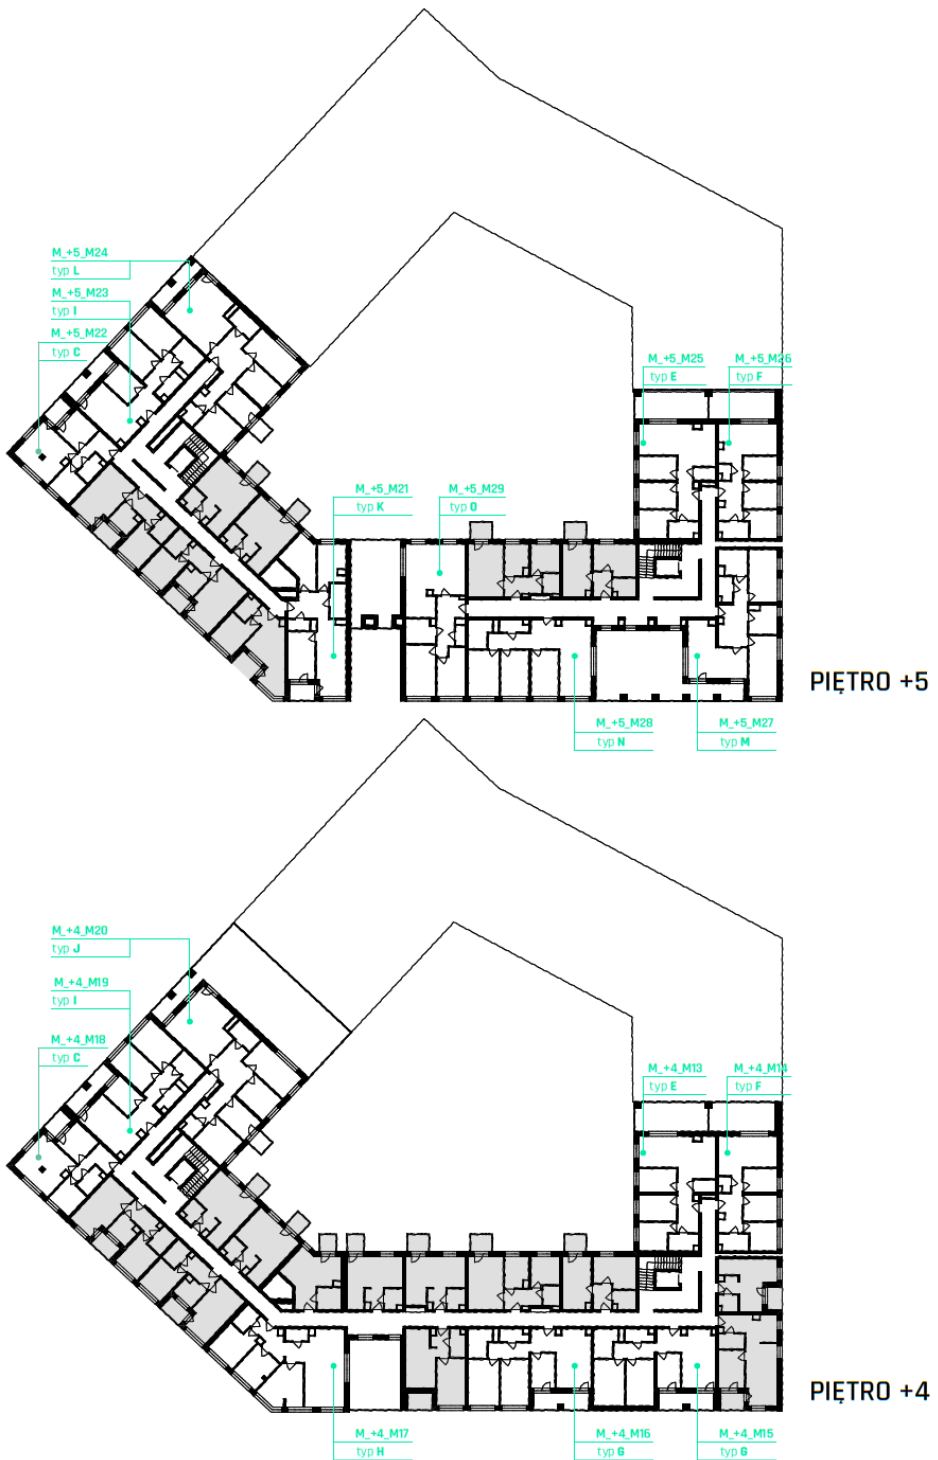 M_+5_M24
typ L
M_+5_M23
typ I
M_+5_M22
typ C
M_+5_M25
typ E
M_+5_M26
typ F
M_+5_M21
typ K
M_+5_M29
typ O
PIĘTRO +5
M_+5_M28
typ N
M_+5_M27
typ M
M_+4_M20
typ J
M_+4_M19
typ I
M_+4_M18
typ C
M_+4_M13
typ E
M_+4_M14
typ F
PIĘTRO +4
M_+4_M17
typ H
M_+4_M16
typ G
M_+4_M15
typ G